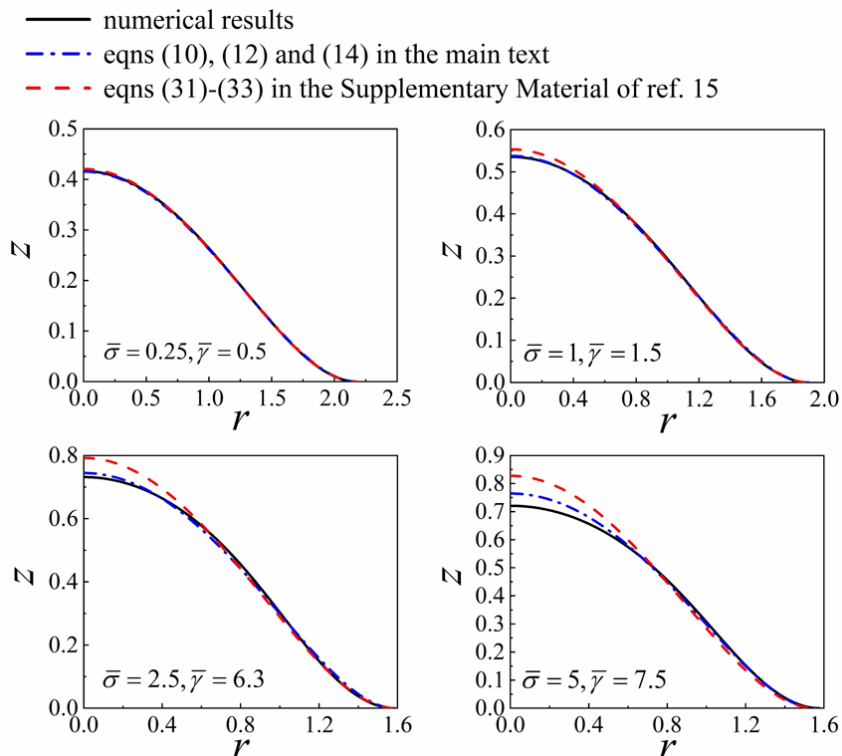 numerical results
eqns (10), (12) and (14) in the main text
eqns (31)-(33) in the Supplementary Material of ref. 15
0.5
0.4
0.3
0.2
0.1
0.0
z
σ̄ = 0.25, γ̄ = 0.5
0.0 0.5 1.0 1.5 2.0 2.5
r
0.6
0.5
0.4
0.3
0.2
0.1
0.0
z
σ̄ = 1, γ̄ = 1.5
0.0 0.4 0.8 1.2 1.6 2.0
r
0.8
0.6
0.4
0.2
0.0
z
σ̄ = 2.5, γ̄ = 6.3
0.0 0.4 0.8 1.2 1.6
r
0.9
0.8
0.7
0.6
0.5
0.4
0.3
0.2
0.1
0.0
z
σ̄ = 5, γ̄ = 7.5
0.0 0.4 0.8 1.2 1.6
r